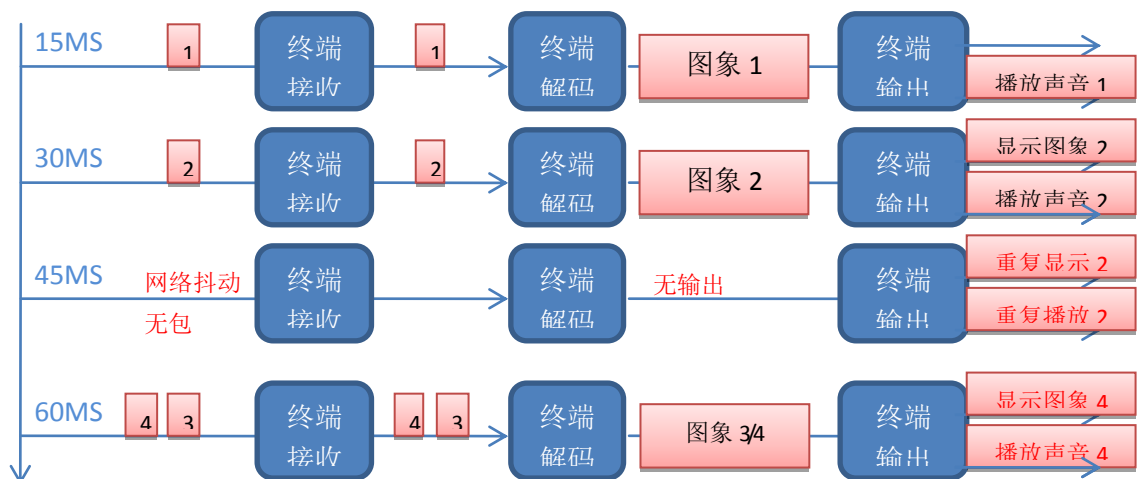 15MS
1
终端
接收
1
终端
解码
图象 1
终端
输出
播放声音 1
30MS
2
终端
接收
2
终端
解码
图象 2
终端
输出
显示图象 2
播放声音 2
45MS
网络抖动
无包
终端
接收
终端
解码
无输出
终端
输出
重复显示 2
重复播放 2
60MS
4
3
终端
接收
4
3
终端
解码
图象 3/4
终端
输出
显示图象 4
播放声音 4